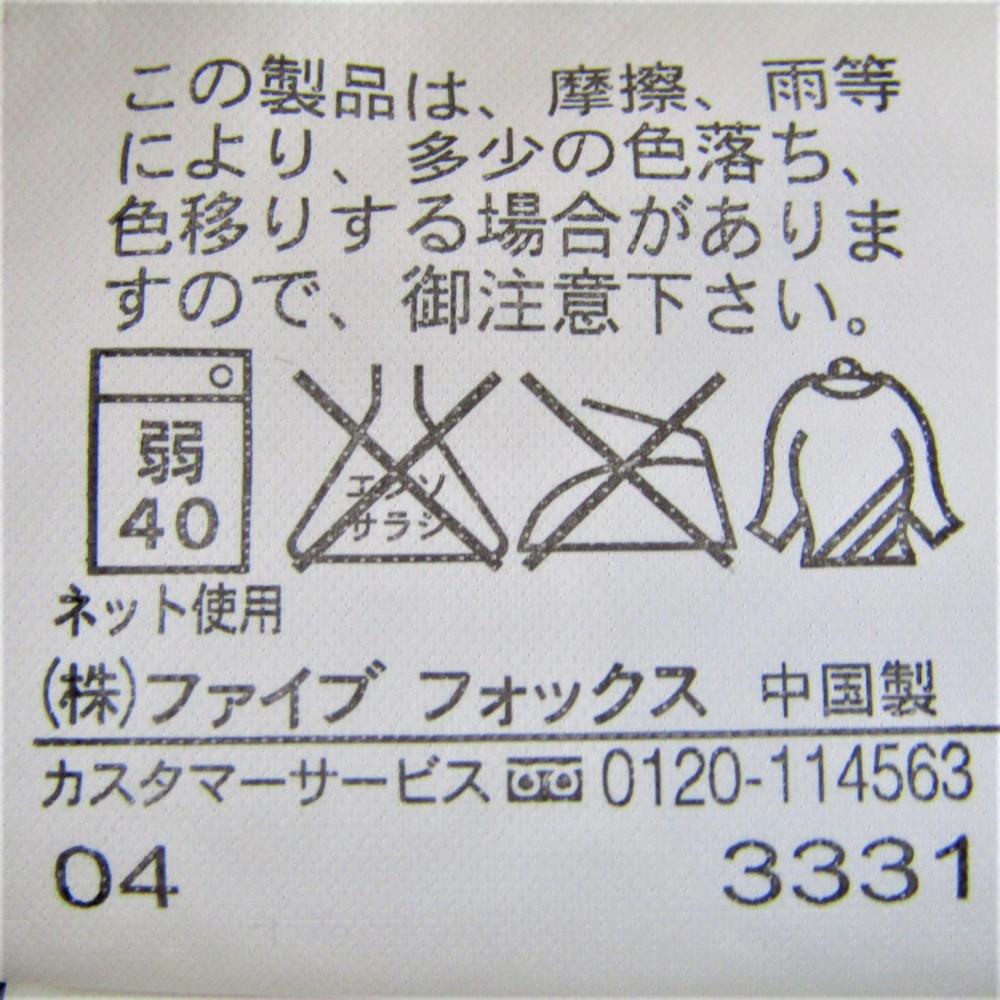 この製品は、摩擦、雨等
により、多少の色落ち、
色移りする場合がありま
すので、御注意下さい。
弱
40
エンソ
サラシ
ネット使用
(株)ファイブ フォックス 中国製
カスタマーサービス 0120-114563
04 3331